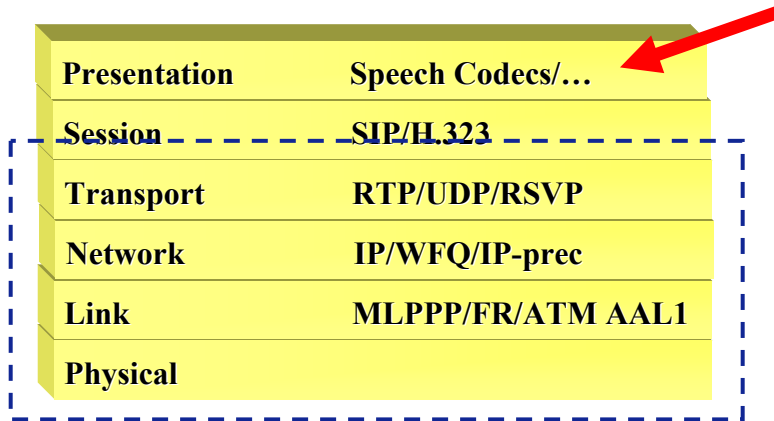 Presentation Speech Codecs/…
Session SIP/H.323
Transport RTP/UDP/RSVP
Network IP/WFQ/IP-prec
Link MLPPP/FR/ATM AAL1
Physical